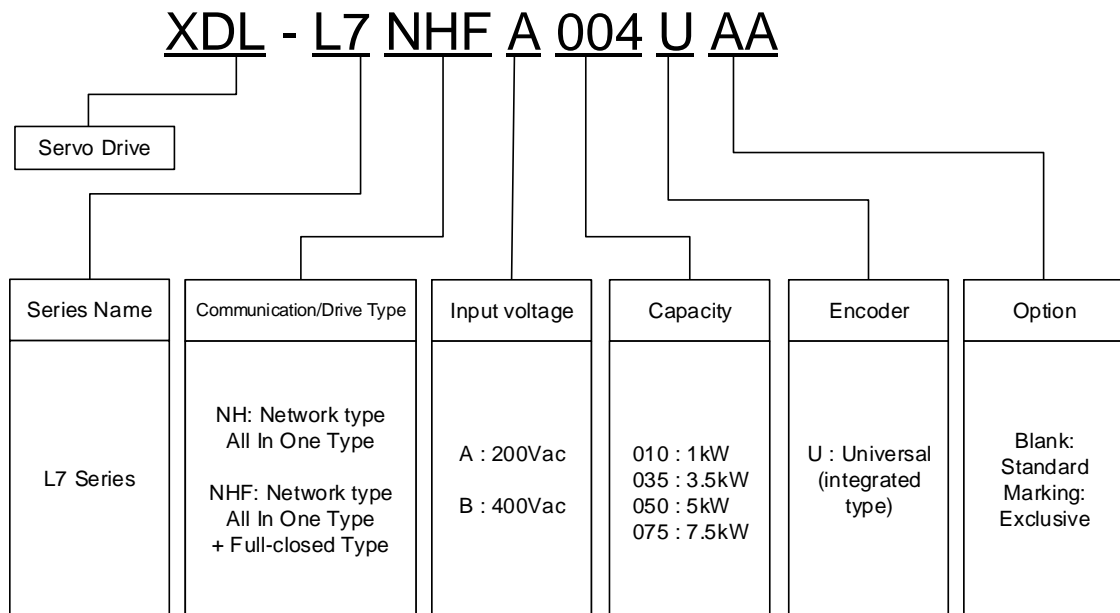 XDL - L7 NHF A 004 U AA
Servo Drive
Series Name
L7 Series
Communication/Drive Type
NH: Network type
All In One Type
NHF: Network type
All In One Type
+ Full-closed Type
Input voltage
A : 200Vac
B : 400Vac
Capacity
010 : 1kW
035 : 3.5kW
050 : 5kW
075 : 7.5kW
Encoder
U : Universal
(integrated
type)
Option
Blank:
Standard
Marking:
Exclusive